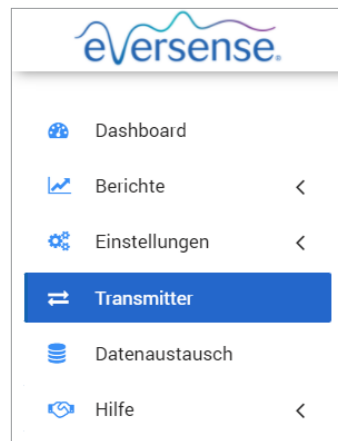 eversense.
Dashboard
Berichte
Einstellungen
Transmitter
Datenaustausch
Hilfe